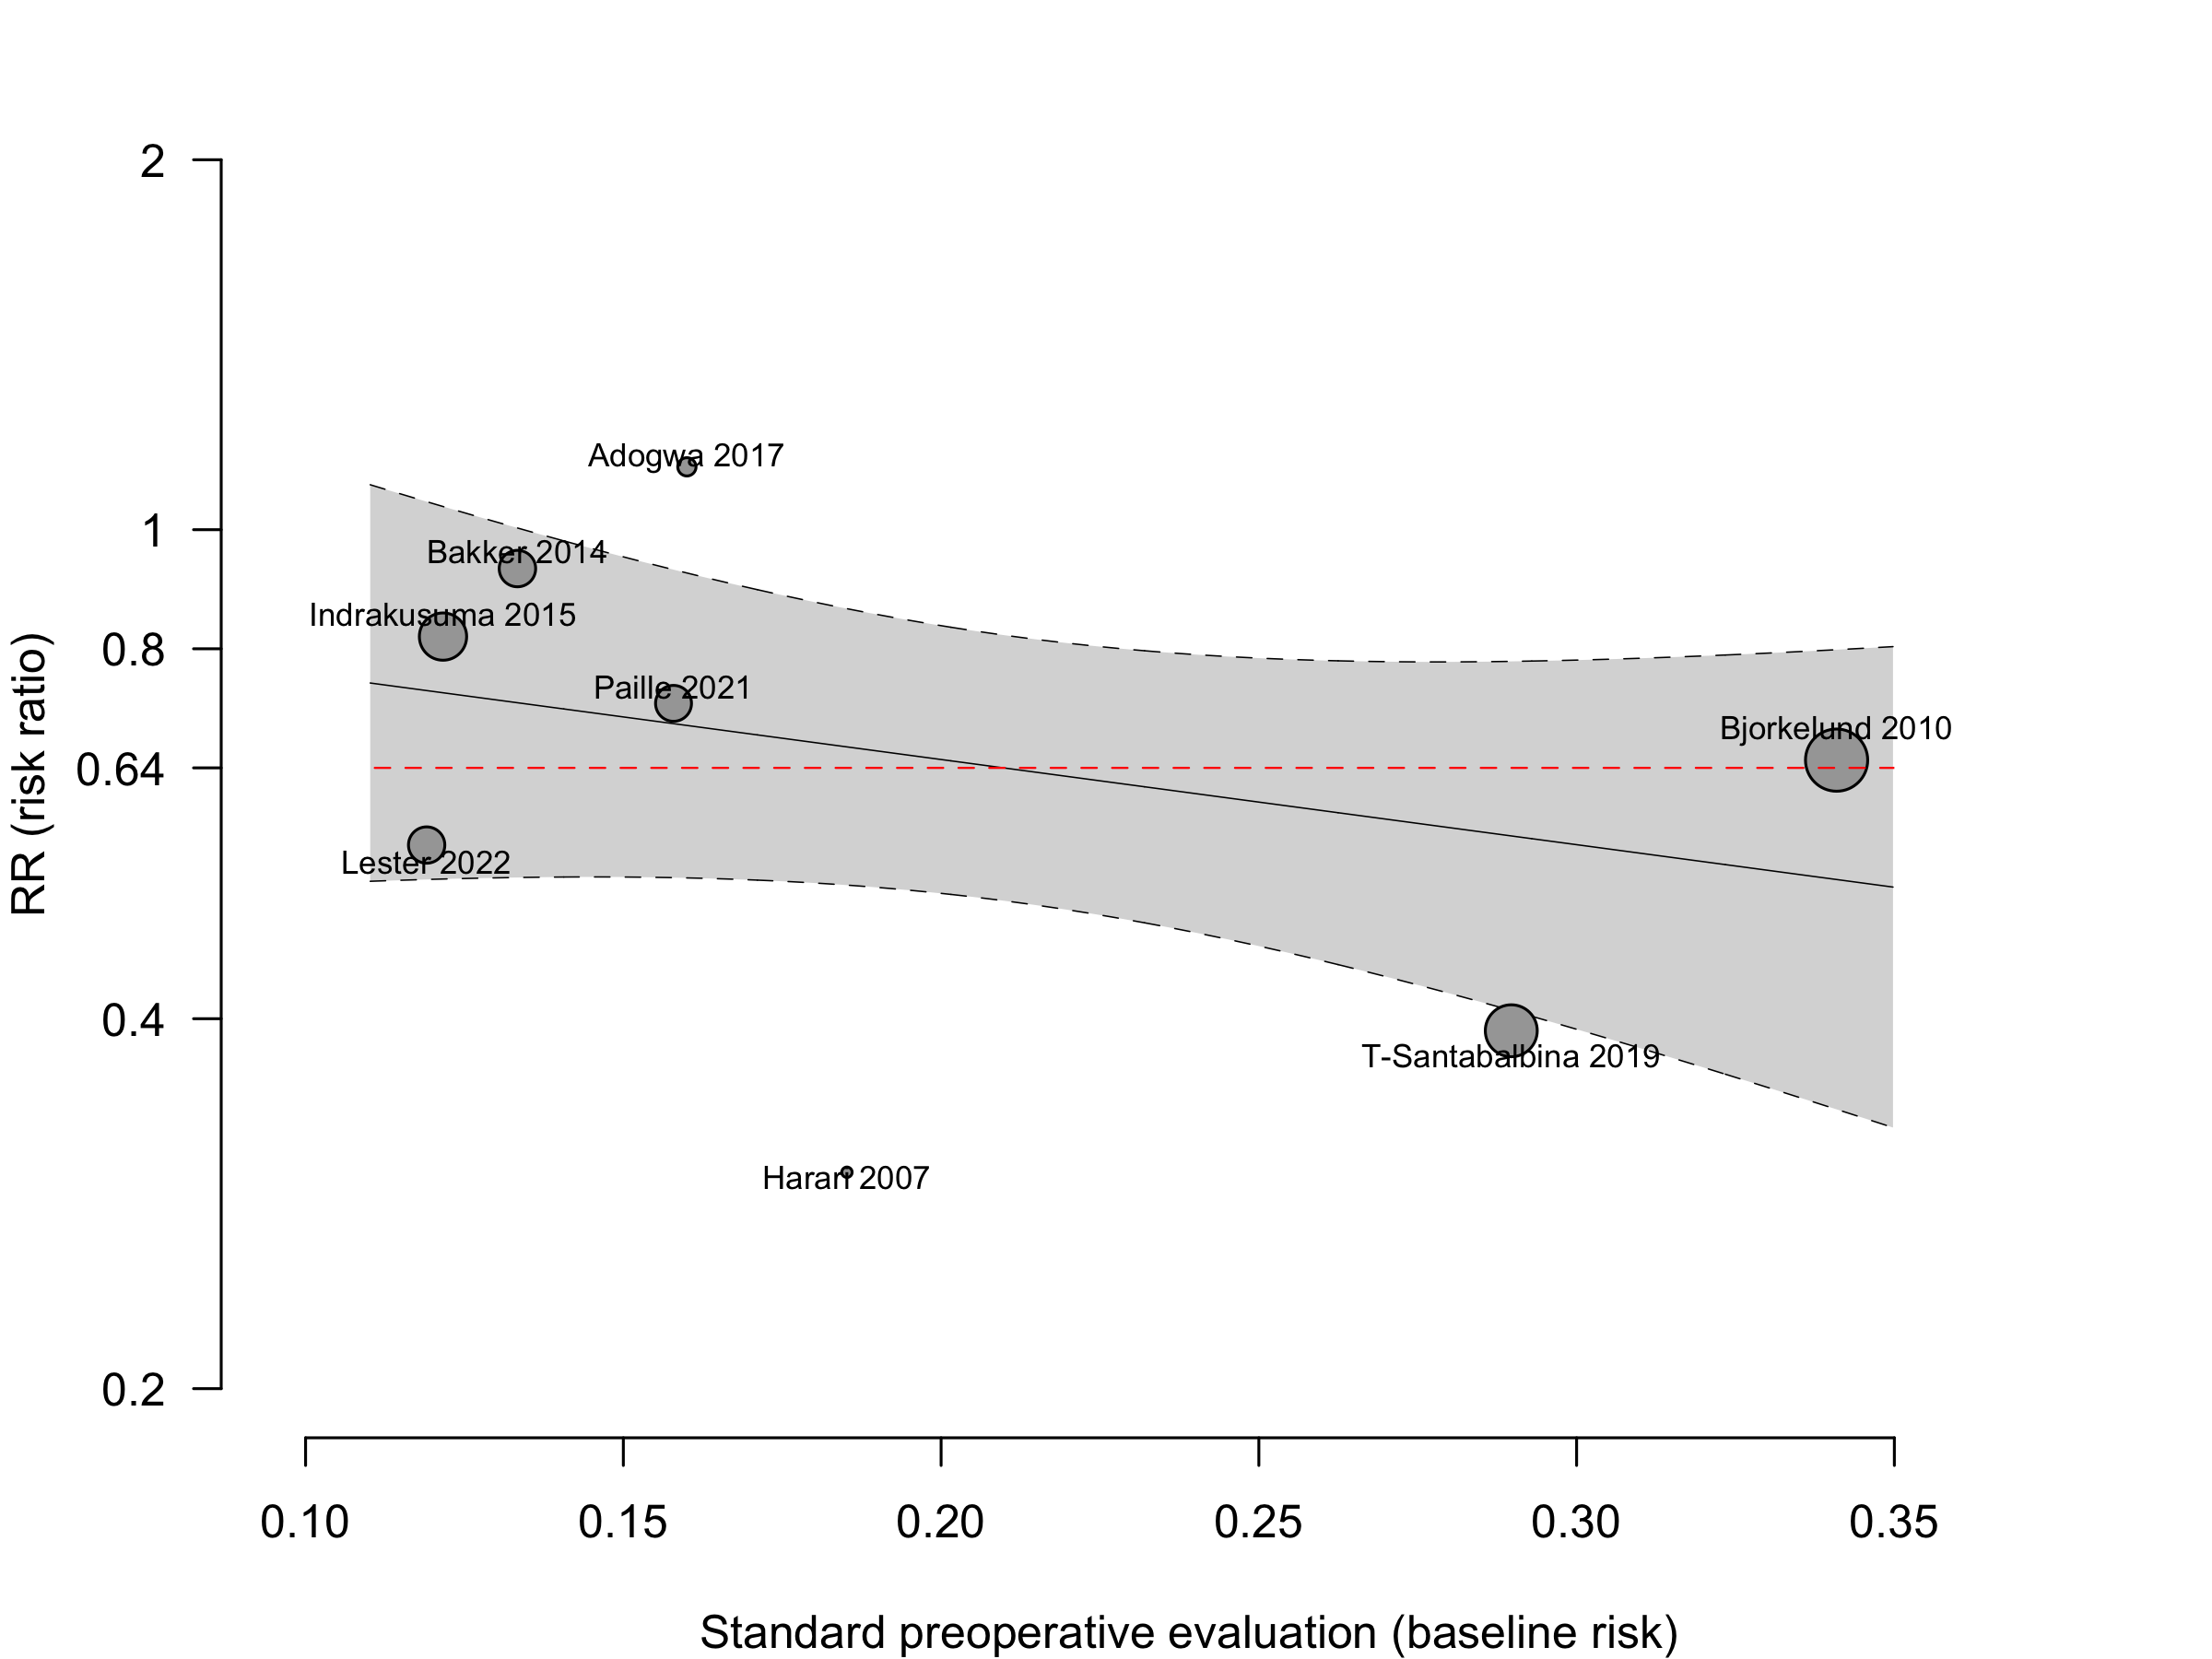 2
1
0.8
0.64
0.4
0.2
RR (risk ratio)
Adogwa 2017
Bakker 2014
Indrakusuma 2015
Paille 2021
Bjorkelund 2010
Lester 2022
T-Santabalbina 2019
Harari 2007
0.10 0.15 0.20 0.25 0.30 0.35
Standard preoperative evaluation (baseline risk)